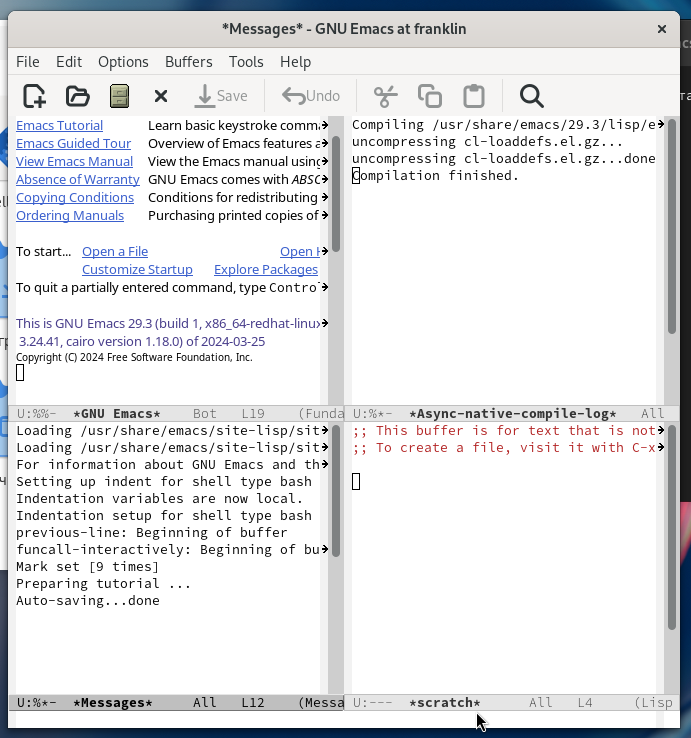 *Messages* - GNU Emacs at franklin
File Edit Options Buffers Tools Help
Save Undo
Emacs Tutorial Learn basic keystroke comma
Emacs Guided Tour Overview of Emacs features a
View Emacs Manual View the Emacs manual using
Absence of Warranty GNU Emacs comes with ABSO
Copying Conditions Conditions for redistributing
Ordering Manuals Purchasing printed copies of
To start... Open a File Open H
Customize Startup Explore Packages
To quit a partially entered command, type Contro
This is GNU Emacs 29.3 (build 1, x86_64-redhat-linux
3.24.41, cairo version 1.18.0) of 2024-03-25
Copyright (C) 2024 Free Software Foundation, Inc.
U:%%- *GNU Emacs* Bot L19 (Funda
Compiling /usr/share/emacs/29.3/lisp/e
uncompressing cl-loaddefs.el.gz...
uncompressing cl-loaddefs.el.gz...done
Compilation finished.
U:%*- *Async-native-compile-log* All
Loading /usr/share/emacs/site-lisp/sit
Loading /usr/share/emacs/site-lisp/sit
For information about GNU Emacs and th
Setting up indent for shell type bash
Indentation variables are now local.
Indentation setup for shell type bash
previous-line: Beginning of buffer
funcall-interactively: Beginning of bu
Mark set [9 times]
Preparing tutorial ...
Auto-saving...done
U:%*- *Messages* All L12 (Messa
;; This buffer is for text that is not
;; To create a file, visit it with C-x
U:--- *scratch* All L4 (Lisp